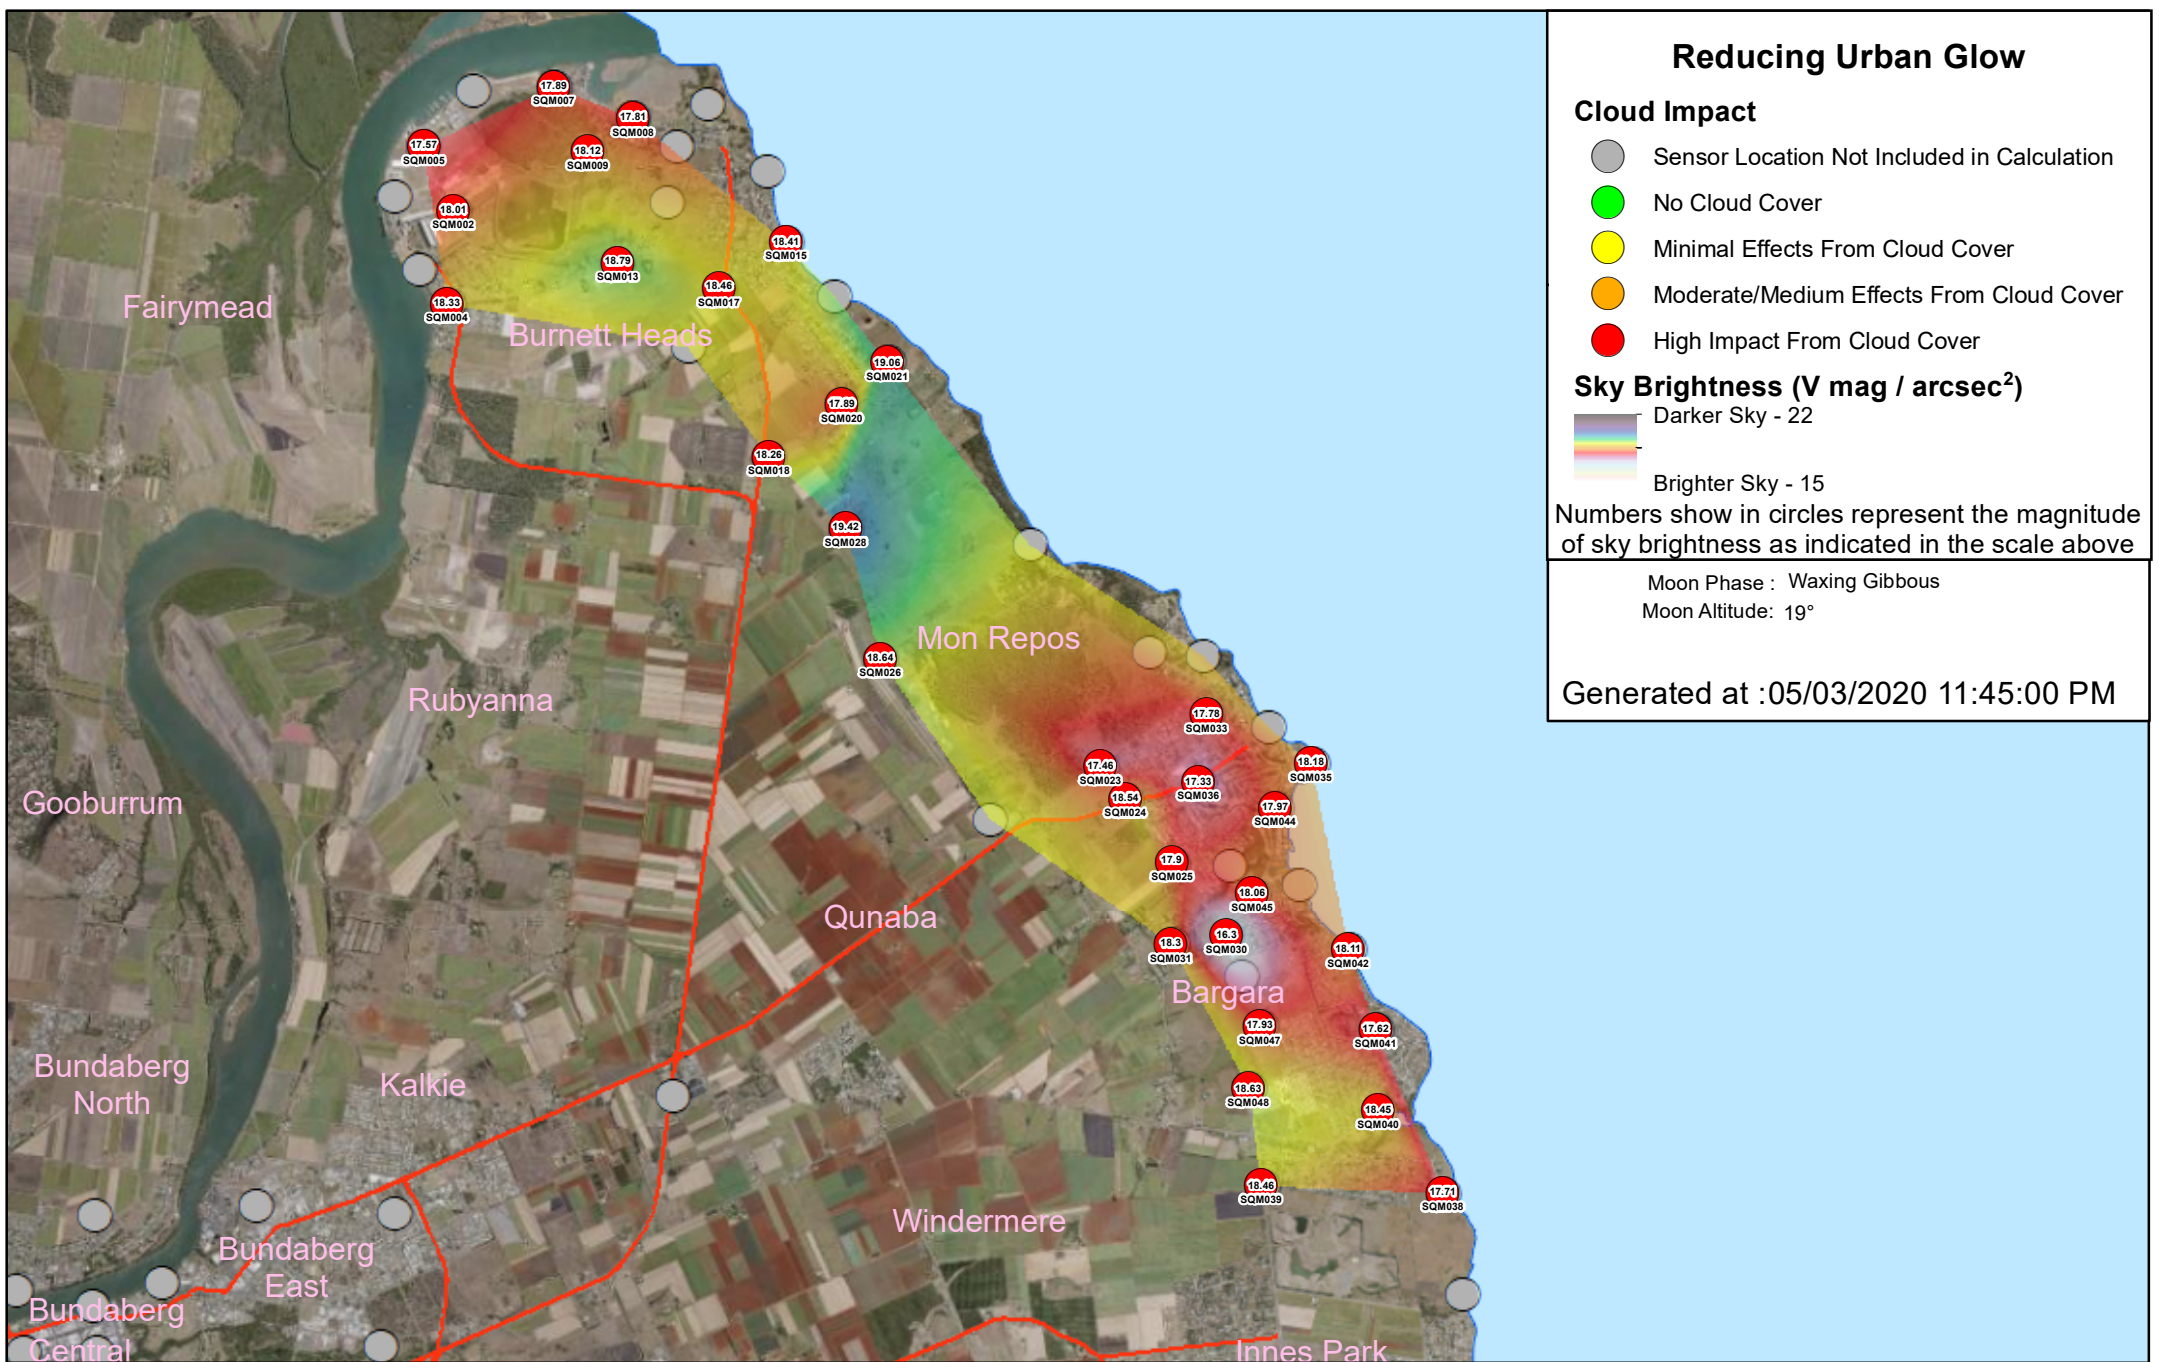 Reducing Urban Glow
Cloud Impact
Sensor Location Not Included in Calculation
No Cloud Cover
Minimal Effects From Cloud Cover
Moderate/Medium Effects From Cloud Cover
High Impact From Cloud Cover
Sky Brightness (V mag / arcsec²)
Darker Sky - 22
Brighter Sky - 15
Numbers show in circles represent the magnitude
of sky brightness as indicated in the scale above
Moon Phase : Waxing Gibbous
Moon Altitude: 19°
Generated at :05/03/2020 11:45:00 PM
17.89
SQM007
17.81
SQM008
17.57
SQM005
18.12
SQM009
18.01
SQM002
18.41
SQM015
18.79
SQM013
18.46
SQM017
18.33
SQM004
Fairymead
Burnett Heads
19.06
SQM021
17.89
SQM020
18.26
SQM018
19.42
SQM028
Mon Repos
18.64
SQM026
Rubyanna
17.78
SQM033
17.46
SQM023
18.18
SQM035
17.33
SQM036
18.54
SQM024
17.97
SQM044
Gooburrum
17.9
SQM025
18.06
SQM045
Qunaba
16.3
SQM030
18.3
SQM031
18.11
SQM042
Bargara
17.93
SQM047
17.62
SQM041
Bundaberg
North
Kalkie
18.63
SQM048
18.45
SQM040
18.46
SQM039
17.71
SQM038
Windermere
Bundaberg
East
Bundaberg
Central
Innes Park